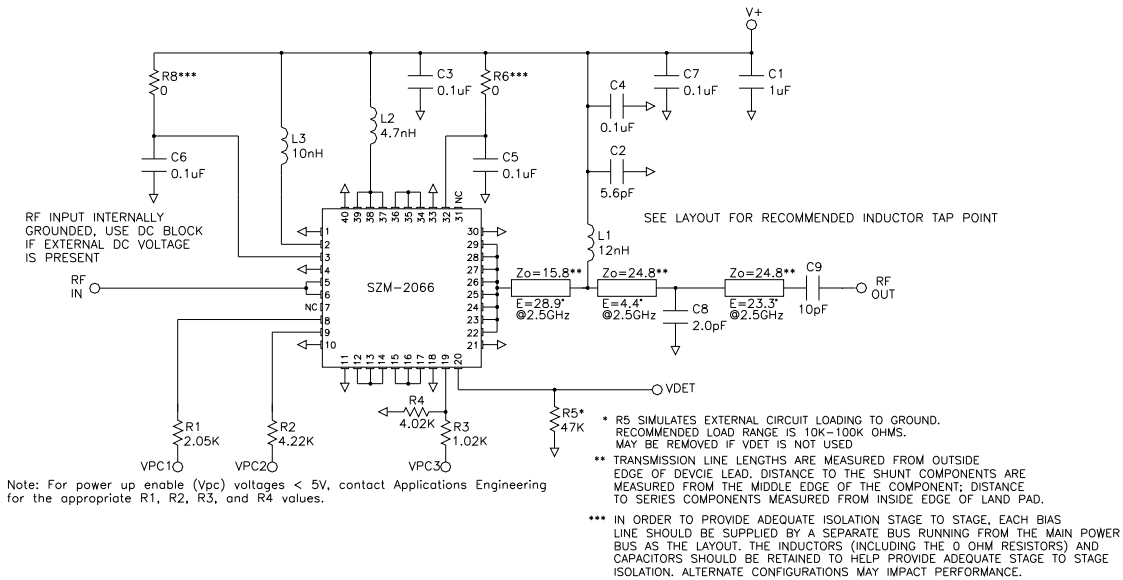 V+
R8***
0
C6
0.1uF
L3
10nH
L2
4.7nH
C3
0.1uF
R6***
0
C5
0.1uF
C4
0.1uF
C2
5.6pF
C7
0.1uF
C1
1uF
L1
12nH
RF INPUT INTERNALLY
GROUNDED, USE DC BLOCK
IF EXTERNAL DC VOLTAGE
IS PRESENT
SEE LAYOUT FOR RECOMMENDED INDUCTOR TAP POINT
RF
IN
40 39 38 37 36 35 34 33 32 31 NC
1
2
3
4
5
6
NC 7
8
9
10
SZM-2066
30
29
28
27
26
25
24
23
22
21
11 12 13 14 15 16 17 18 19 20
Zo=15.8**
E=28.9°
@2.5GHz
Zo=24.8**
E=4.4°
@2.5GHz
C8
2.0pF
Zo=24.8**
E=23.3°
@2.5GHz
C9
10pF
RF
OUT
VDET
R5*
47K
R4
4.02K
R3
1.02K
R1
2.05K
R2
4.22K
VPC1
VPC2
VPC3
Note: For power up enable (Vpc) voltages < 5V, contact Applications Engineering
for the appropriate R1, R2, R3, and R4 values.
* R5 SIMULATES EXTERNAL CIRCUIT LOADING TO GROUND.
RECOMMENDED LOAD RANGE IS 10K-100K OHMS.
MAY BE REMOVED IF VDET IS NOT USED
** TRANSMISSION LINE LENGTHS ARE MEASURED FROM OUTSIDE
EDGE OF DEVCIE LEAD. DISTANCE TO THE SHUNT COMPONENTS ARE
MEASURED FROM THE MIDDLE EDGE OF THE COMPONENT; DISTANCE
TO SERIES COMPONENTS MEASURED FROM INSIDE EDGE OF LAND PAD.
*** IN ORDER TO PROVIDE ADEQUATE ISOLATION STAGE TO STAGE, EACH BIAS
LINE SHOULD BE SUPPLIED BY A SEPARATE BUS RUNNING FROM THE MAIN POWER
BUS AS THE LAYOUT. THE INDUCTORS (INCLUDING THE 0 OHM RESISTORS) AND
CAPACITORS SHOULD BE RETAINED TO HELP PROVIDE ADEQUATE STAGE TO STAGE
ISOLATION. ALTERNATE CONFIGURATIONS MAY IMPACT PERFORMANCE.